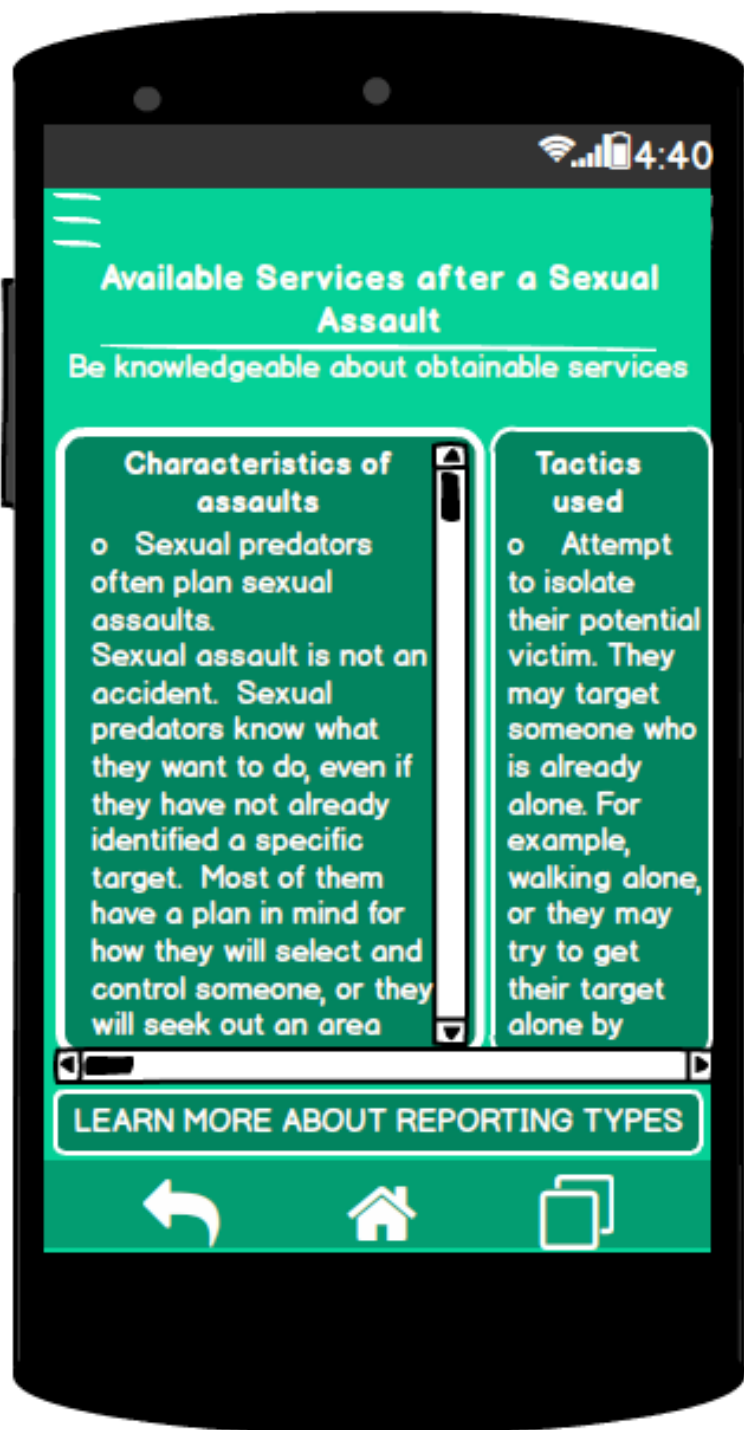 4:40
Available Services after a Sexual
Assault
Be knowledgeable about obtainable services
Characteristics of
assaults
o Sexual predators
often plan sexual
assaults.
Sexual assault is not an
accident. Sexual
predators know what
they want to do, even if
they have not already
identified a specific
target. Most of them
have a plan in mind for
how they will select and
control someone, or they
will seek out an area
Tactics
used
o Attempt
to isolate
their potential
victim. They
may target
someone who
is already
alone. For
example,
walking alone,
or they may
try to get
their target
alone by
LEARN MORE ABOUT REPORTING TYPES